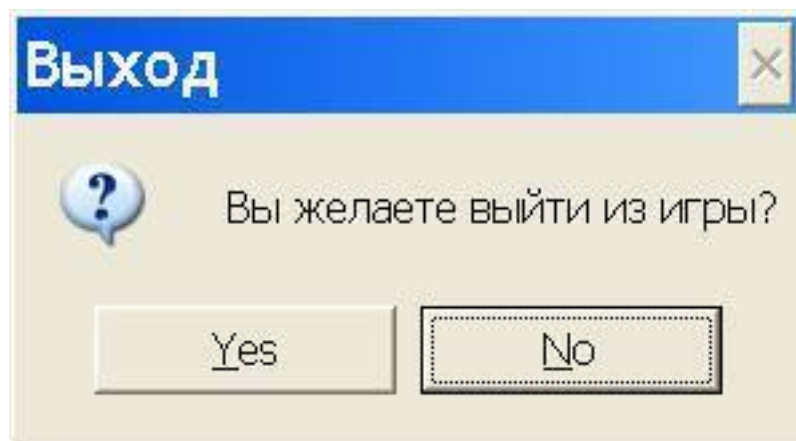 Выход
Вы желаете выйти из игры?
Yes
No